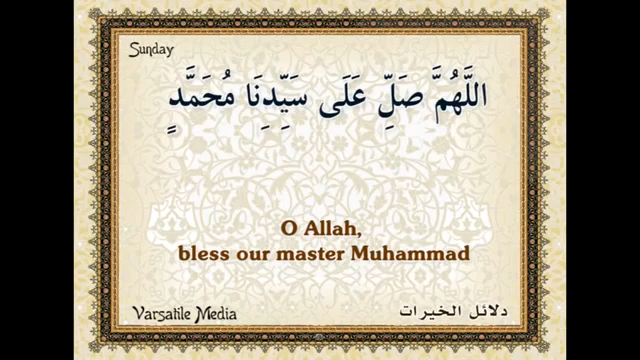 Sunday
اللَّهُمَّ صَلِّ عَلَى سَيِّدِنَا مُحَمَّدٍ
O Allah,
bless our master Muhammad
Varsatile Media
دلائل الخيرات